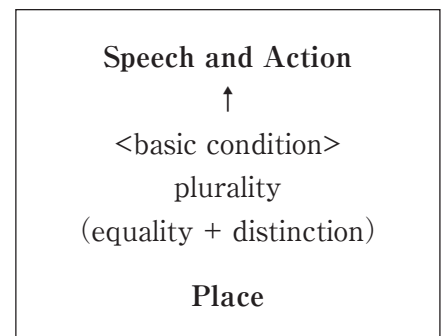 Speech and Action
↑
<basic condition>
plurality
(equality + distinction)
Place